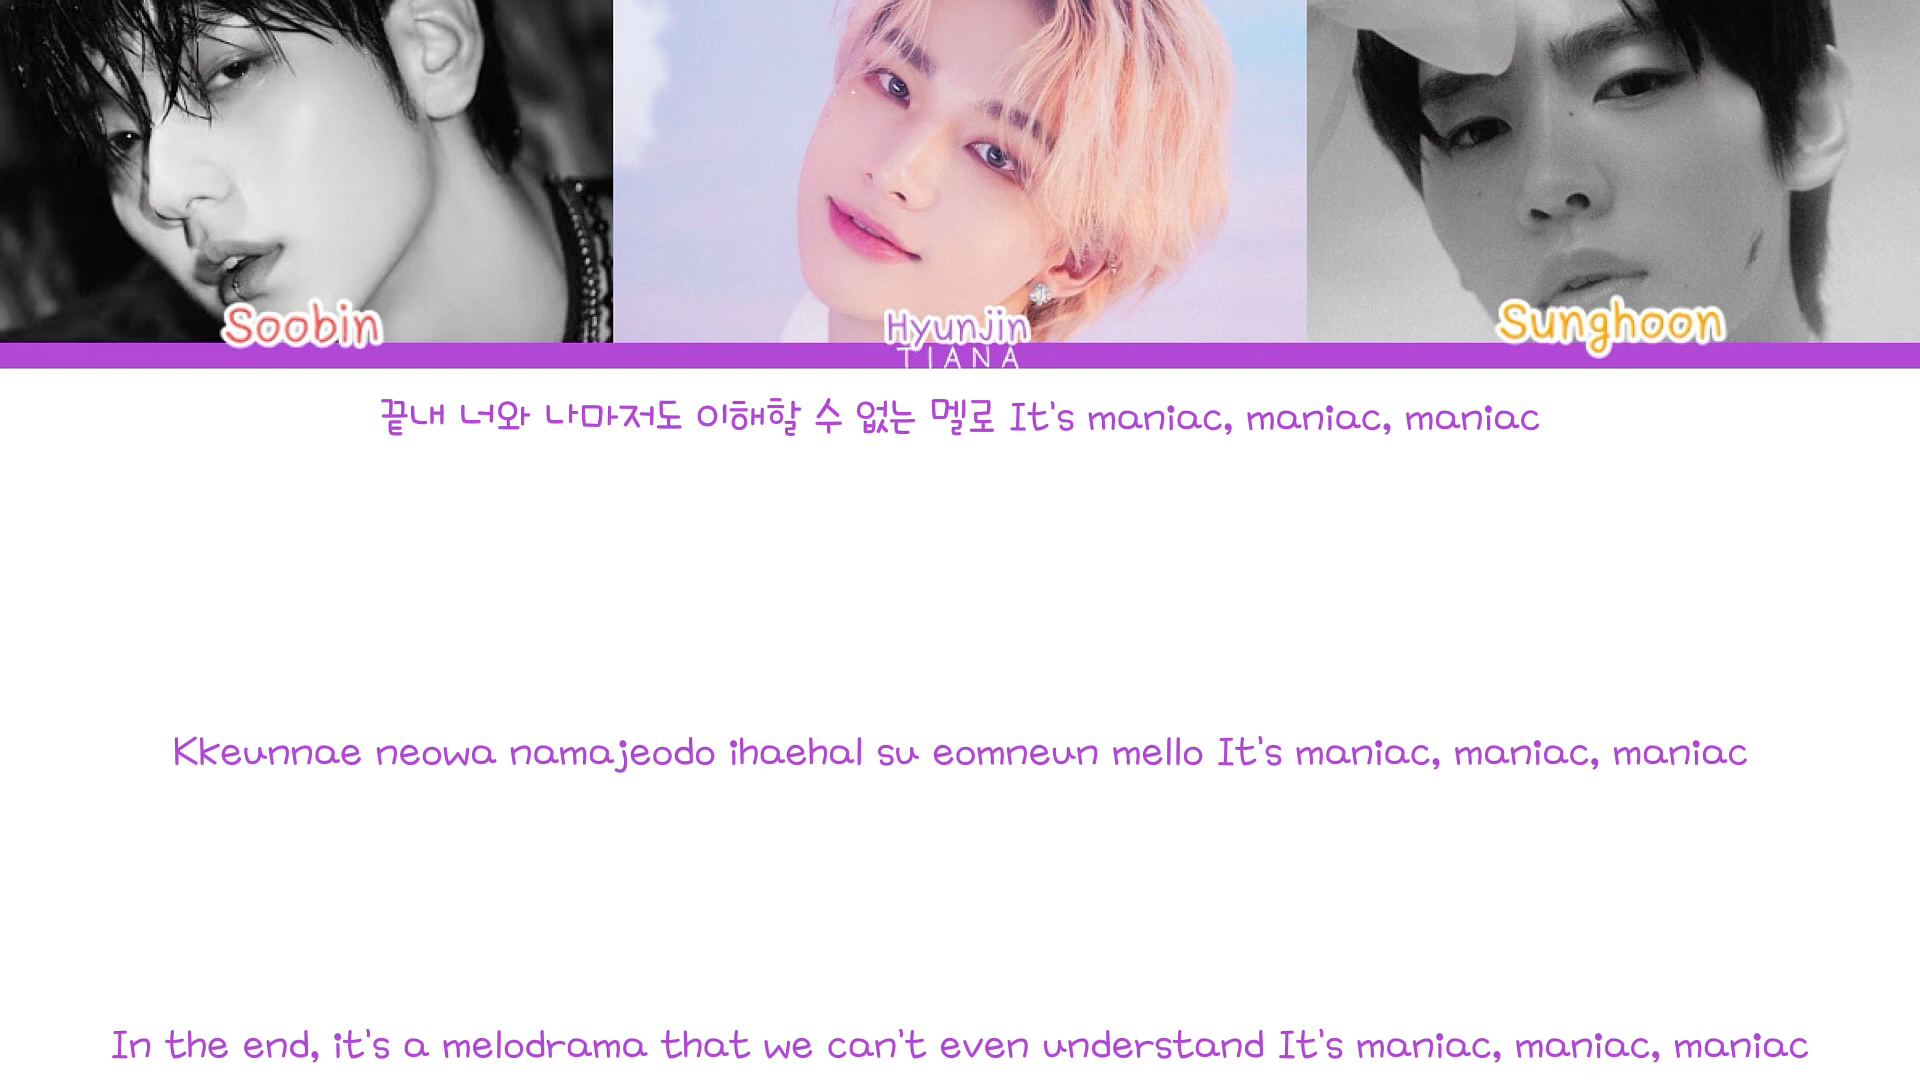 Soobin
Hyunjin
Sunghoon
TIANA
끝내 너와 나마저도 이해할 수 없는 멜로 It's maniac, maniac, maniac
Kkeunnae neowa namajeodo ihaehal su eomneun mello It's maniac, maniac, maniac
In the end, it's a melodrama that we can't even understand It's maniac, maniac, maniac